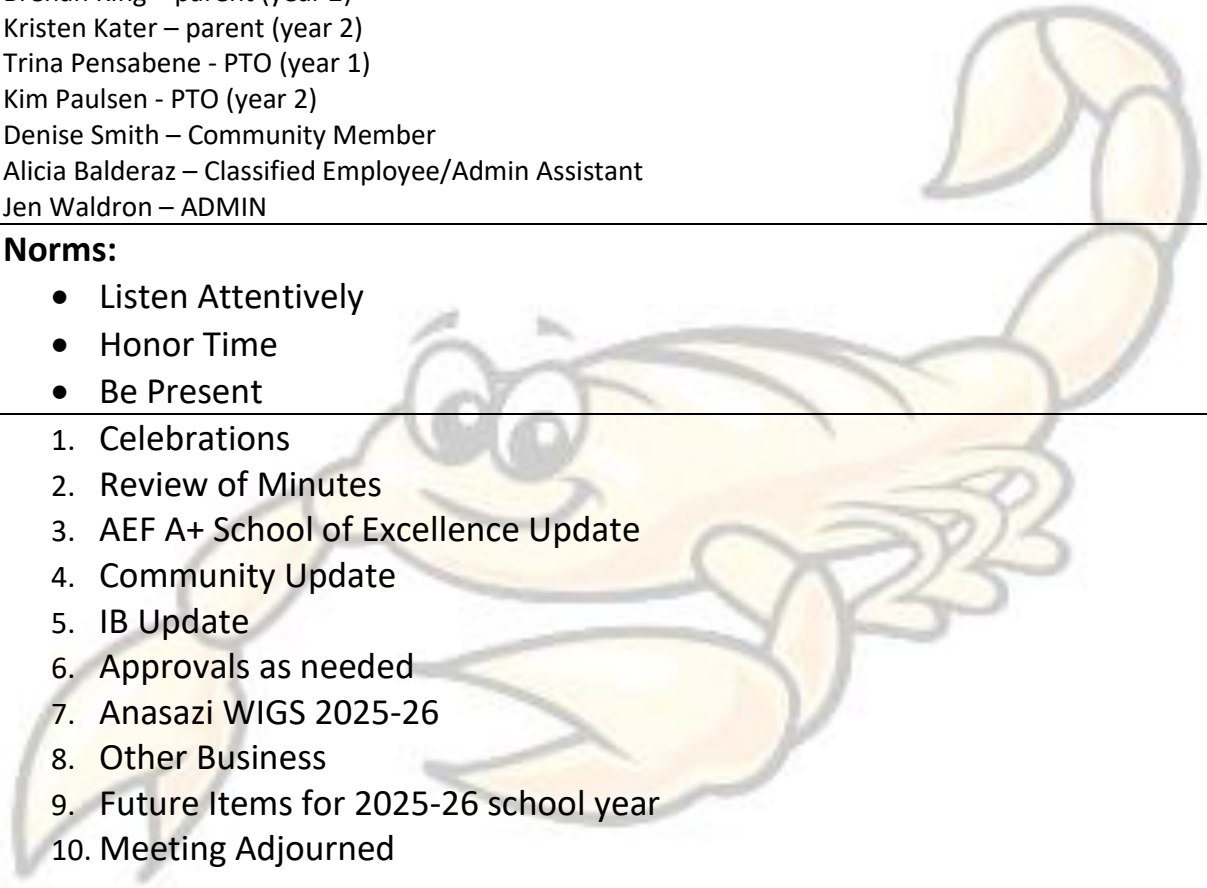 Kristen Kater – parent (year 2)
Trina Pensabene - PTO (year 1)
Kim Paulsen - PTO (year 2)
Denise Smith – Community Member
Alicia Balderaz – Classified Employee/Admin Assistant
Jen Waldron – ADMIN
Norms:
• Listen Attentively
• Honor Time
• Be Present
1. Celebrations
2. Review of Minutes
3. AEF A+ School of Excellence Update
4. Community Update
5. IB Update
6. Approvals as needed
7. Anasazi WIGS 2025-26
8. Other Business
9. Future Items for 2025-26 school year
10. Meeting Adjourned